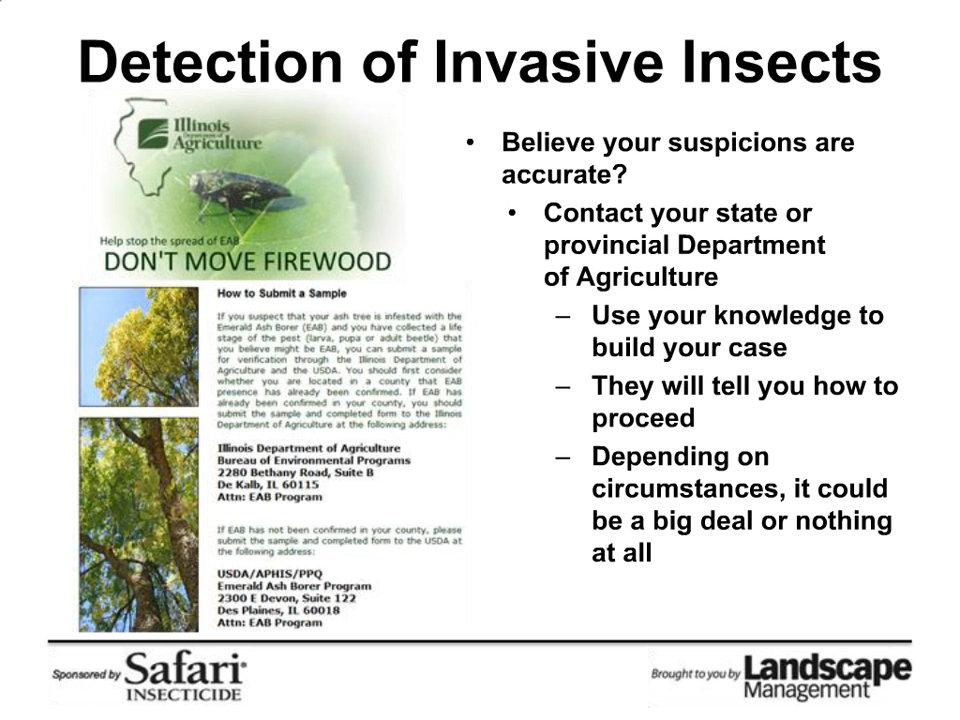 Detection of Invasive Insects
Illinois
Department of
Agriculture
Help stop the spread of EAB
DON'T MOVE FIREWOOD
How to Submit a Sample
If you suspect that your ash tree is infested with the
Emerald Ash Borer (EAB) and you have collected a life
stage of the pest (larva, pupa or adult beetle) that
you believe might be EAB, you can submit a sample
for verification through the Illinois Department of
Agriculture and the USDA. You should first consider
whether you are located in a county that EAB
presence has already been confirmed. If EAB has
already been confirmed in your county, you should
submit the sample and completed form to the Illinois
Department of Agriculture at the following address:
Illinois Department of Agriculture
Bureau of Environmental Programs
2280 Bethany Road, Suite B
De Kalb, IL 60115
Attn: EAB Program
If EAB has not been confirmed in your county, please
submit the sample and completed form to the USDA at
the following address:
USDA/APHIS/PPQ
Emerald Ash Borer Program
2300 E Devon, Suite 122
Des Plaines, IL 60018
Attn: EAB Program
• Believe your suspicions are
accurate?
• Contact your state or
provincial Department
of Agriculture
– Use your knowledge to
build your case
– They will tell you how to
proceed
– Depending on
circumstances, it could
be a big deal or nothing
at all
Sponsored by Safari®
INSECTICIDE
Brought to you by Landscape
Management